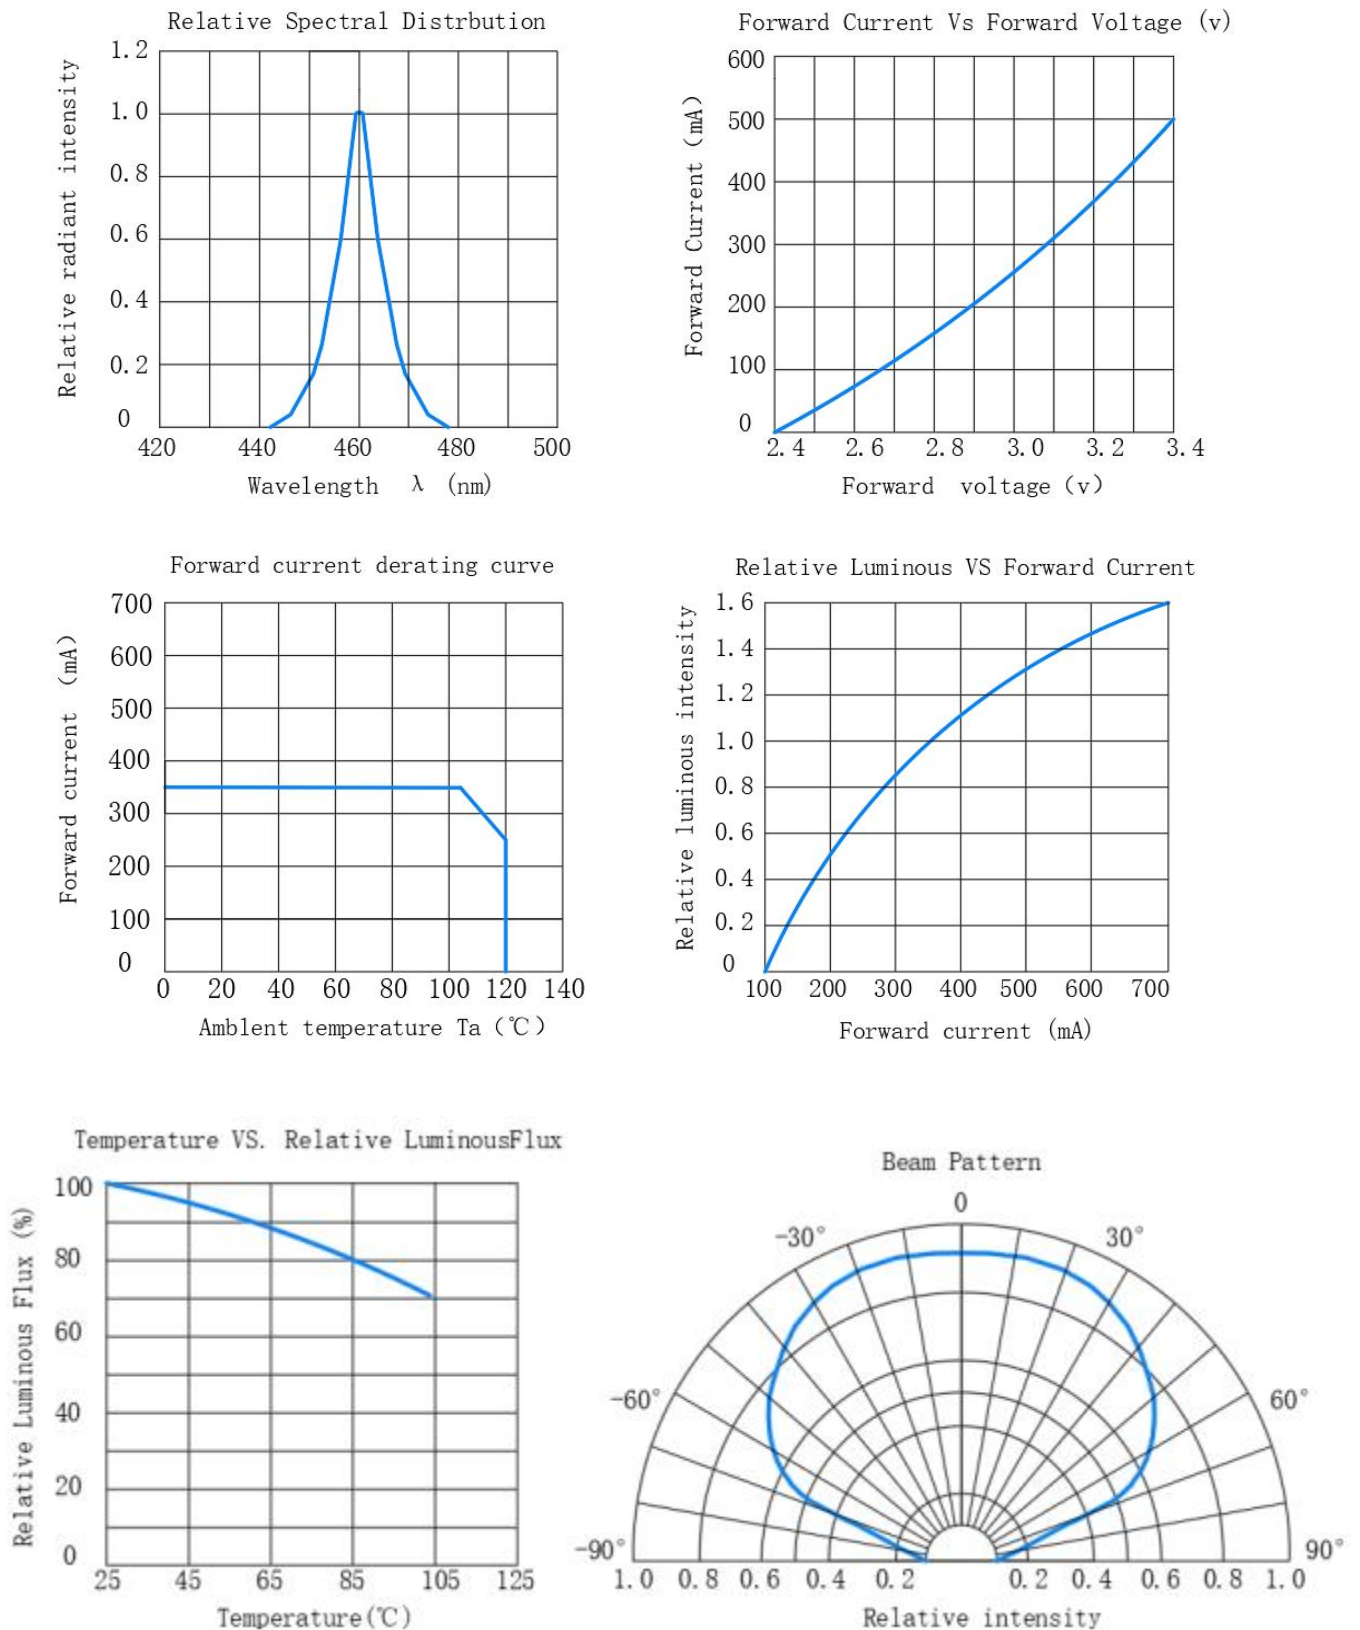 Relative Spectral Distrbution
Relative radiant intensity
1.2
1.0
0.8
0.6
0.4
0.2
0
420 440 460 480 500
Wavelength λ (nm)
Forward Current Vs Forward Voltage (v)
Forward Current (mA)
600
500
400
300
200
100
0
2.4 2.6 2.8 3.0 3.2 3.4
Forward voltage (v)
Forward current derating curve
Forward current (mA)
700
600
500
400
300
200
100
0
0 20 40 60 80 100 120 140
Amblent temperature Ta (℃)
Relative Luminous VS Forward Current
Relative luminous intensity
1.6
1.4
1.2
1.0
0.8
0.6
0.4
0.2
0
100 200 300 400 500 600 700
Forward current (mA)
Temperature VS. Relative LuminousFlux
Relative Luminous Flux (%)
100
80
60
40
20
0
25 45 65 85 105 125
Temperature(℃)
Beam Pattern
0
-30° 30°
-60° 60°
-90° 90°
1.0 0.8 0.6 0.4 0.2 0.2 0.4 0.6 0.8 1.0
Relative intensity